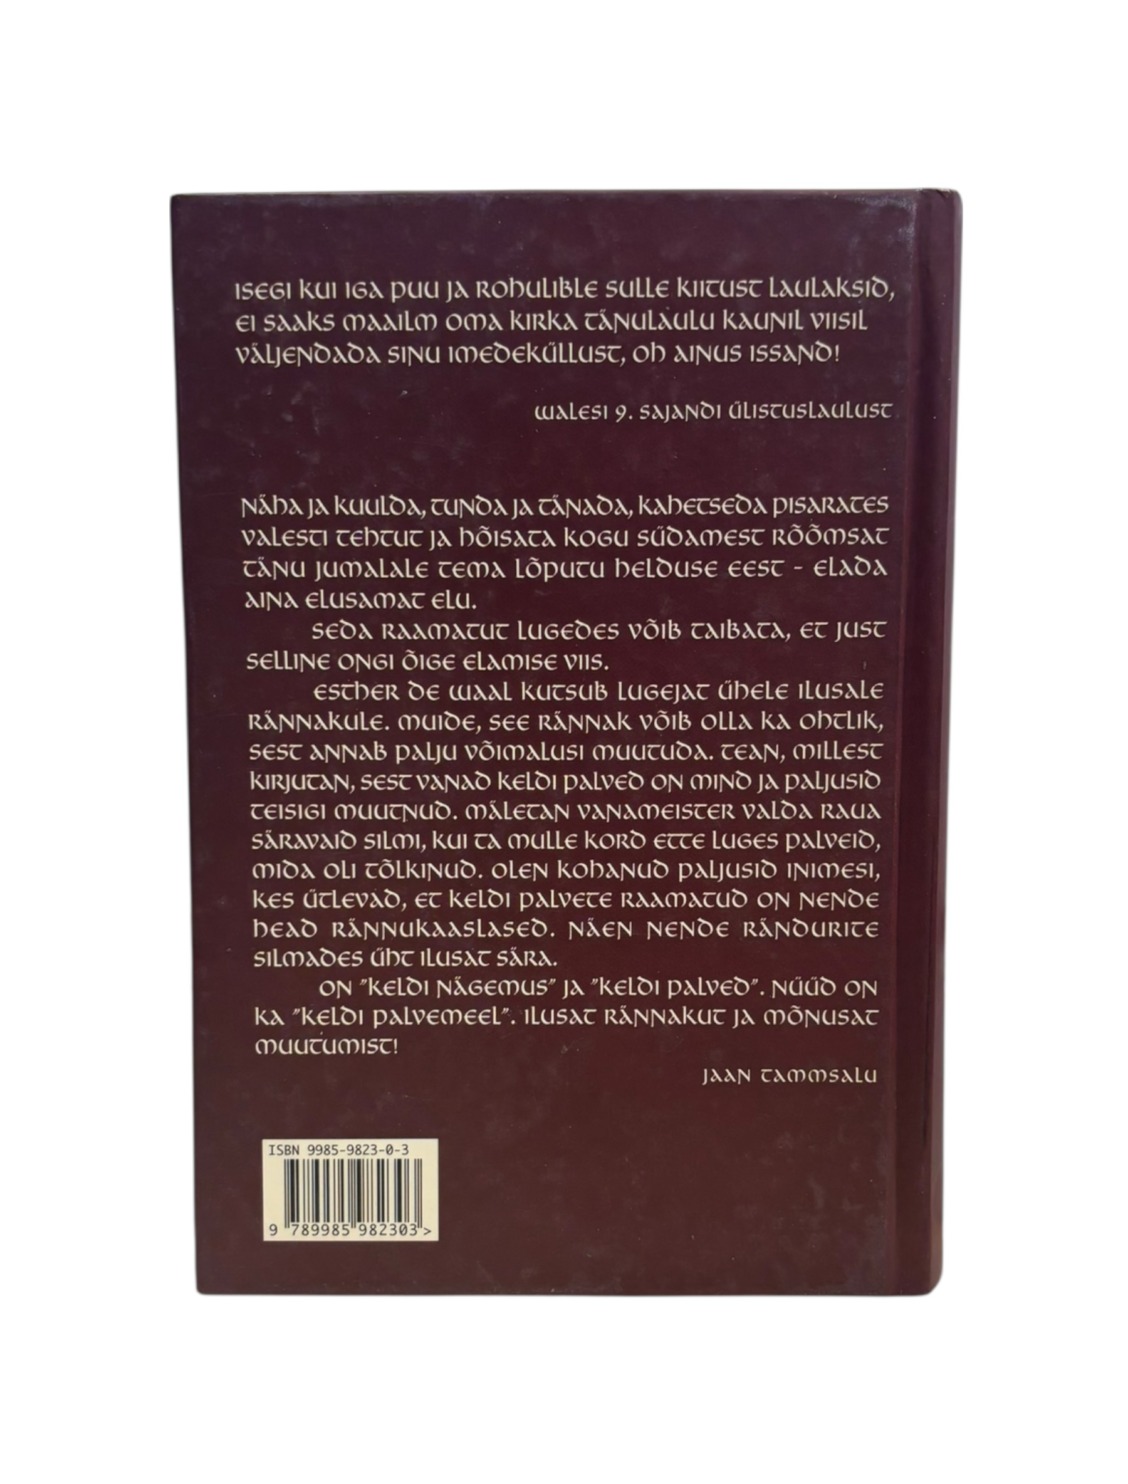 ISEGI KUI IGA PUU JA ROHULIBLE SULLE KIITUST LAULAKSID,
EI SAAKS MAAILM OMA KIRKA TÄNULAULU KAUNIL VIISIL
VÄLJENDADA SINU IMEDEKÜLLUST, OH AINUS ISSAND!
WALESI 9. SAJANDI ÜLISTUSLAULUST
NÄHA JA KUULDA, TUNDA JA TÄNADA, KAHETSEDA PISARATES
VALESTI TEHTUT JA HÕISATA KOGU SÜDAMEST RÕÕMSAT
TÄNU JUMALALE TEMA LÕPUTU HELDUSE EEST - ELADA
AINA ELUSAMAT ELU.
SEDA RAAMATUT LUGEDES VÕIB TAIBATA, ET JUST
SELLINE ONGI ÕIGE ELAMISE VIIS.
ESTHER DE WAAL KUTSUB LUGEJAT ÜHELE ILUSALE
RÄNNAKULE. MUIDE, SEE RÄNNAK VÕIB OLLA KA OHTLIK,
SEST ANNAB PALJU VÕIMALUSI MUUTUDA. TEAN, MILLEST
KIRJUTAN, SEST VANAD KELDI PALVED ON MIND JA PALJUSID
TEISIGI MUUTNUD. MÄLETAN VANAMEISTER VALDA RAUA
SÄRAVAID SILMI, KUI TA MULLE KORD ETTE LUGES PALVEID,
MIDA OLI TÕLKINUD. OLEN KOHANUD PALJUSID INIMESI,
KES ÜTLEVAD, ET KELDI PALVETE RAAMATUD ON NENDE
HEAD RÄNNUKAASLASED. NÄEN NENDE RÄNDURITE
SILMADES ÜHT ILUSAT SÄRA.
ON "KELDI NÄGEMUS" JA "KELDI PALVED". NÜÜD ON
KA "KELDI PALVEMEEL". ILUSAT RÄNNAKUT JA MÕNUSAT
MUUTUMIST!
JAAN TAMMSALU
ISBN 9985-9823-0-3
9 789985 982303 >